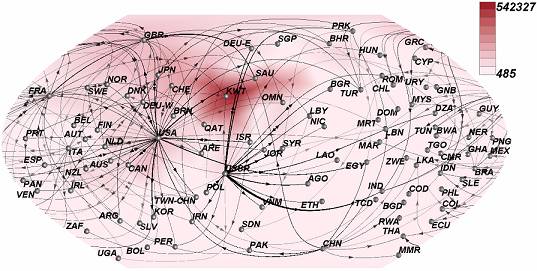 542327
485
PRK
GBR
DEU-E
SGP
BHR
HUN
GRC
CYP
JPN
SAU
NOR
KWT
FRA
SWE
DNK
CHE
OMN
BGR
TUR
ROM
CHL
URY
GNB
DEU-W
BRN
MYS
LBY
DOM
DZA
GUY
BEL
NIC
MRT
FIN
QAT
LBN
TUN
BWA
NER
PRT
AUT
USA
ISR
PNG
ITA
NLD
ARE
SYR
MAR
TGO
GHA
MEX
JOR
LAO
ESP
AUS
EGY
ZWE
LKA
CMR
NZL
CAN
IDN
BRA
PAN
IRL
POL
AGO
IND
COD
SLE
VEN
TWN-CHN
ETH
TCD
BGD
PHL
COL
KOR
ARG
SLV
IRN
SDN
RWA
ECU
ZAF
THA
PER
PAK
CHN
UGA
BOL
MMR